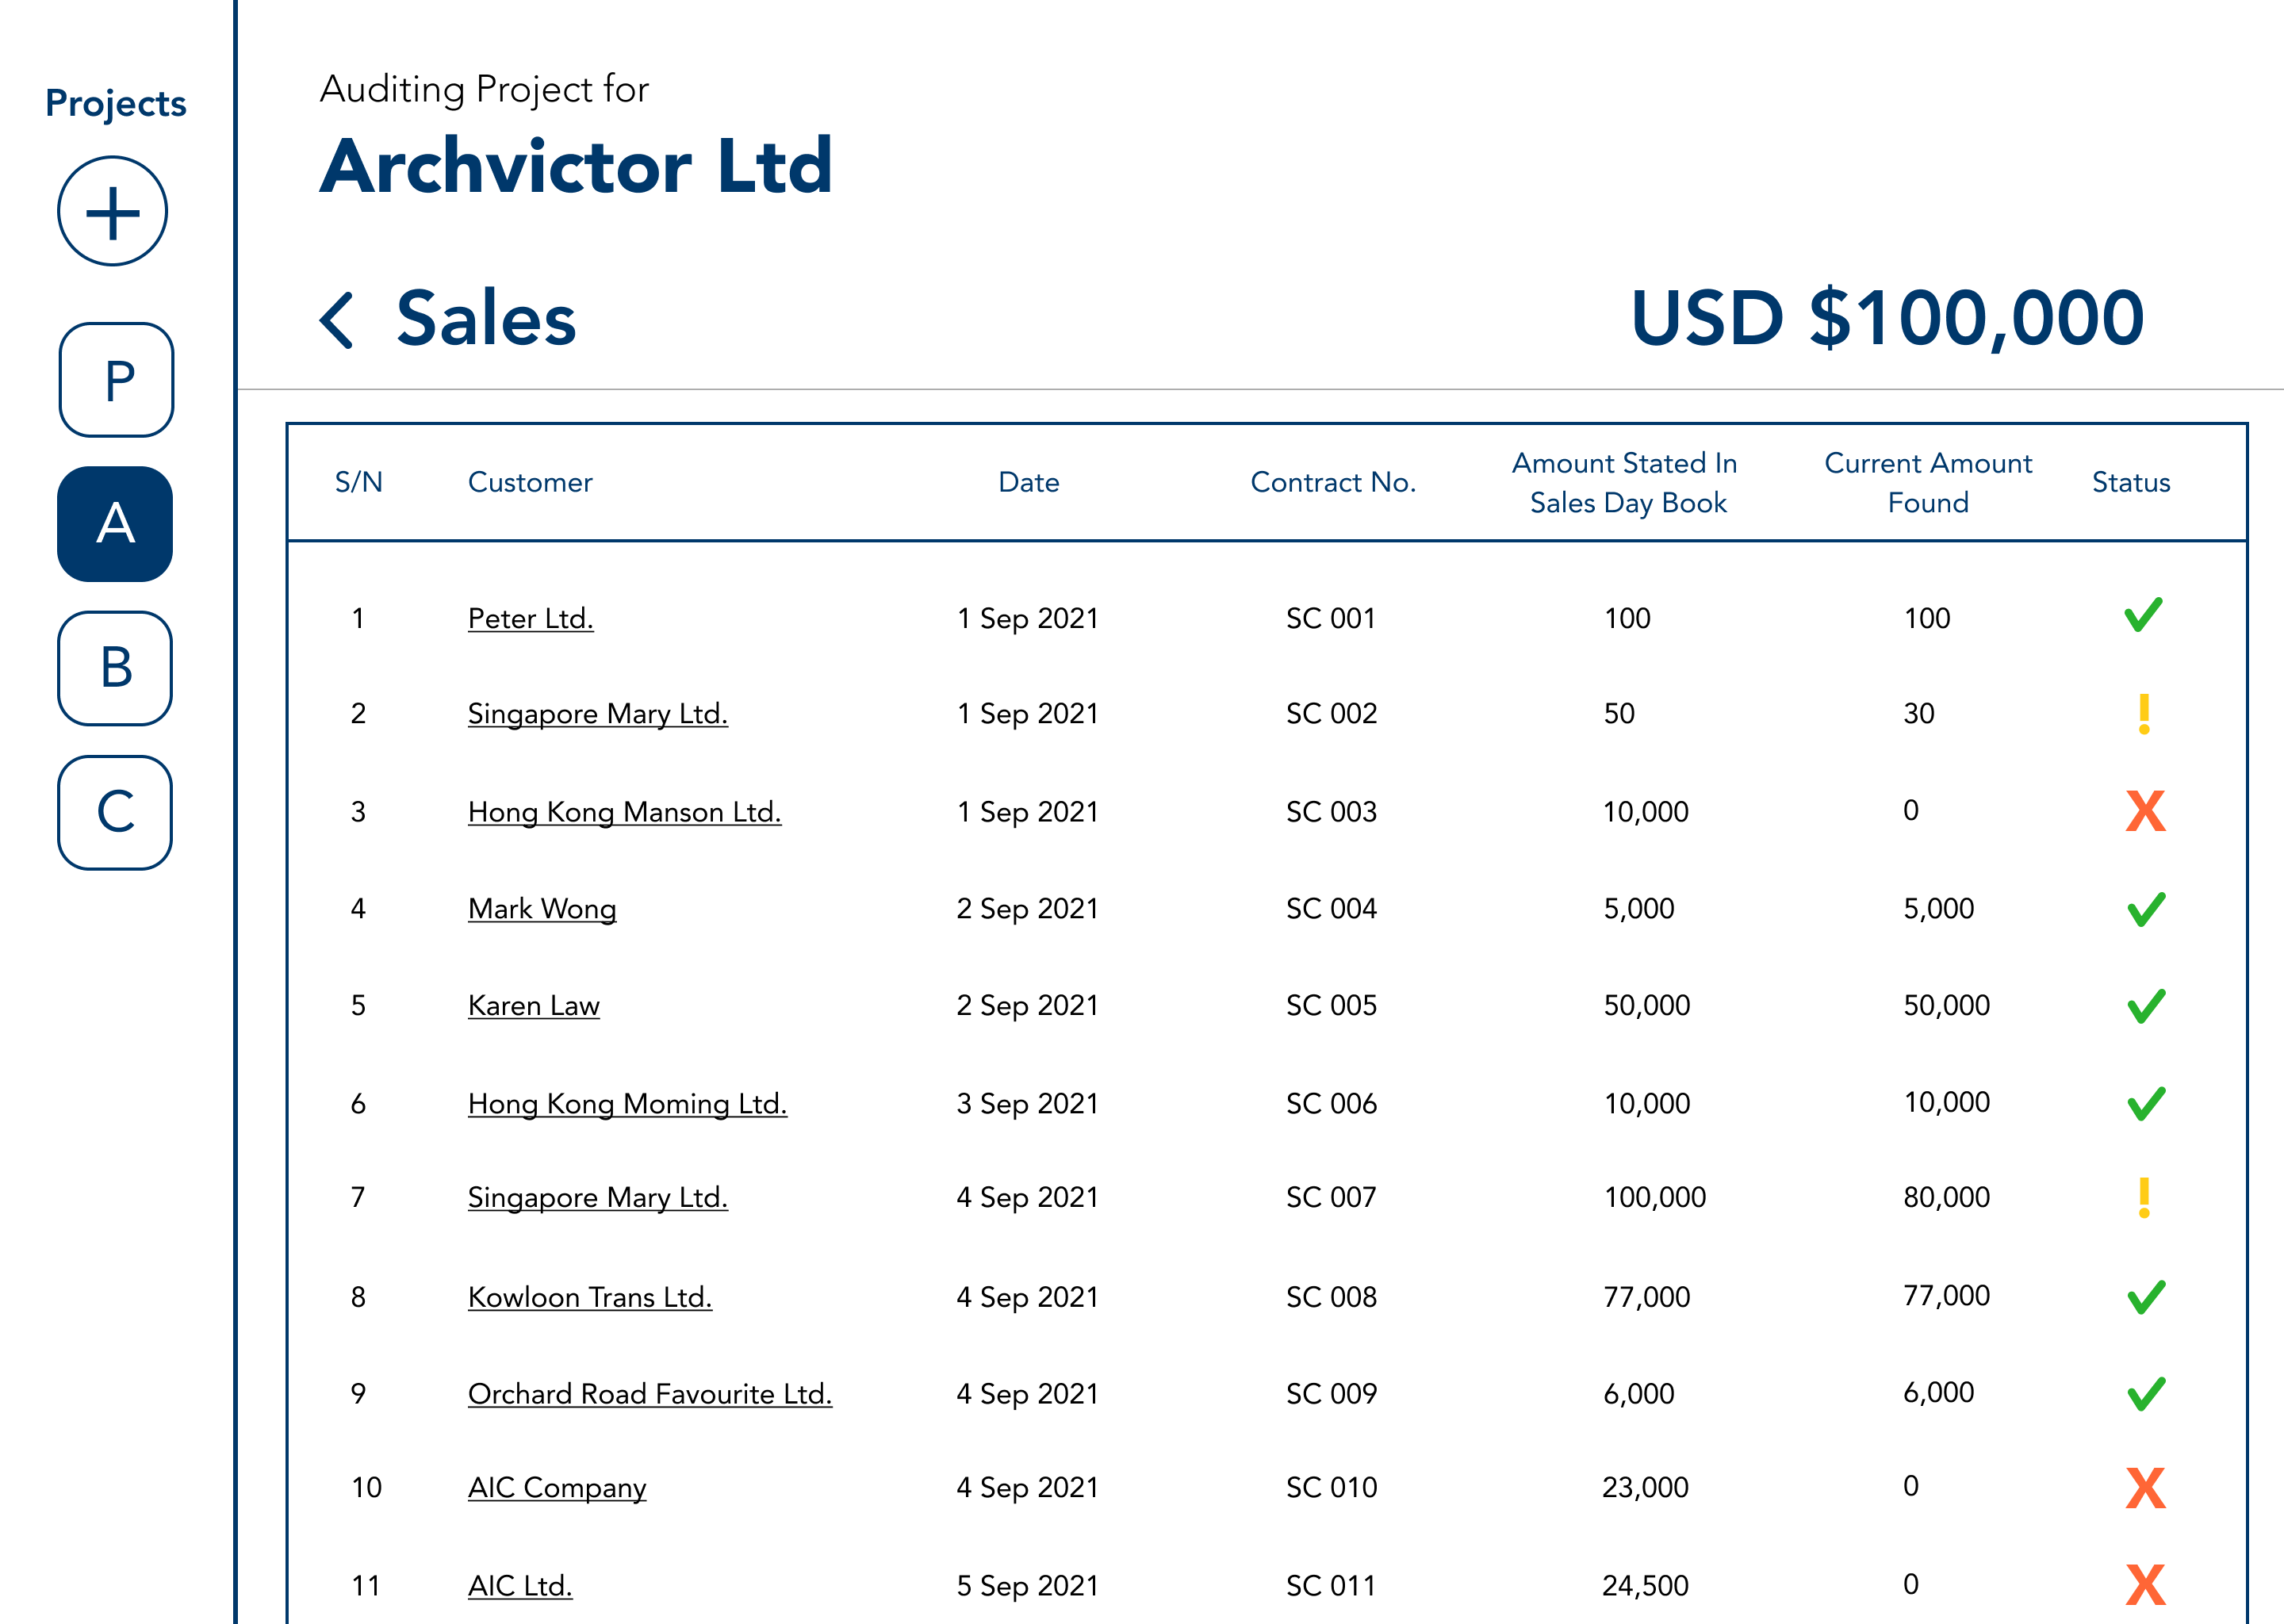 Projects
+
P
A
B
C
Auditing Project for
Archvictor Ltd
< Sales USD $100,000
S/N Customer Date Contract No. Amount Stated In Sales Day Book Current Amount Found Status
1 Peter Ltd. 1 Sep 2021 SC 001 100 100
2 Singapore Mary Ltd. 1 Sep 2021 SC 002 50 30 !
3 Hong Kong Manson Ltd. 1 Sep 2021 SC 003 10,000 0 X
4 Mark Wong 2 Sep 2021 SC 004 5,000 5,000
5 Karen Law 2 Sep 2021 SC 005 50,000 50,000
6 Hong Kong Moming Ltd. 3 Sep 2021 SC 006 10,000 10,000
7 Singapore Mary Ltd. 4 Sep 2021 SC 007 100,000 80,000 !
8 Kowloon Trans Ltd. 4 Sep 2021 SC 008 77,000 77,000
9 Orchard Road Favourite Ltd. 4 Sep 2021 SC 009 6,000 6,000
10 AIC Company 4 Sep 2021 SC 010 23,000 0 X
11 AIC Ltd. 5 Sep 2021 SC 011 24,500 0 X